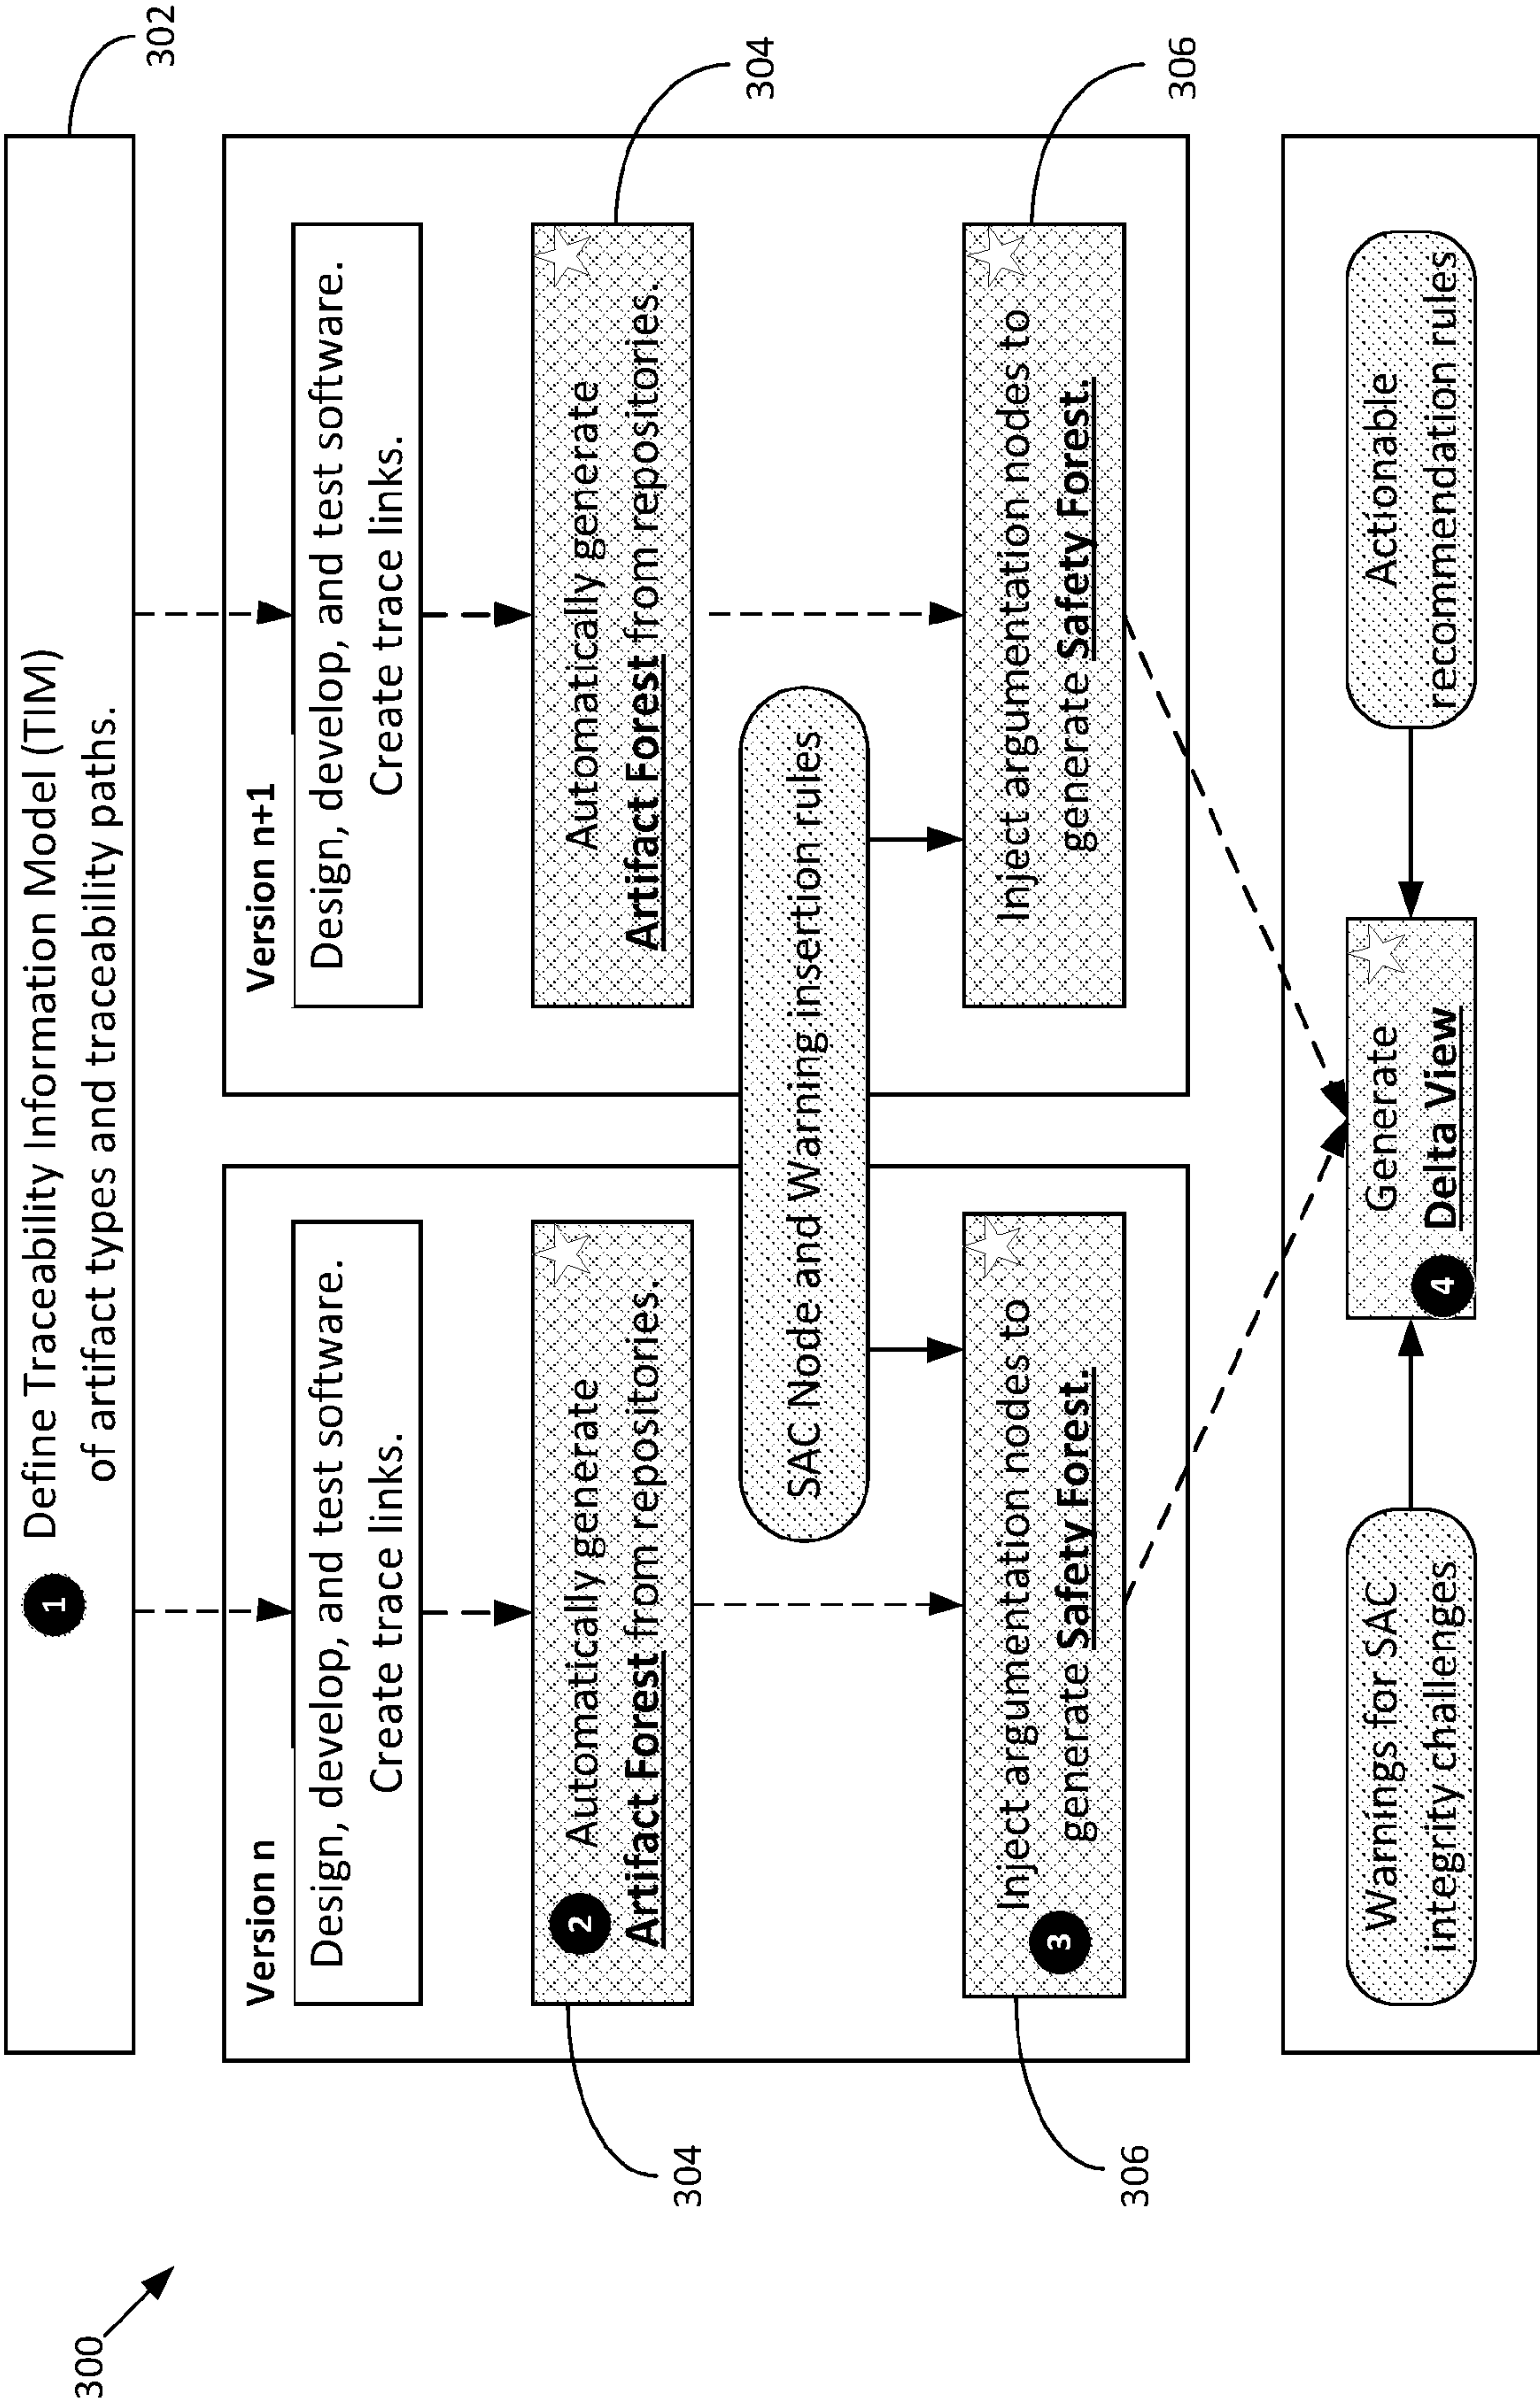 300
302
1 Define Traceability Information Model (TIM)
of artifact types and traceability paths.
Version n
Design, develop, and test software.
Create trace links.
304
2 Automatically generate
Artifact Forest from repositories.
306
3 Inject argumentation nodes to
generate Safety Forest.
SAC Node and Warning insertion rules
Version n+1
Design, develop, and test software.
Create trace links.
304
Automatically generate
Artifact Forest from repositories.
306
Inject argumentation nodes to
generate Safety Forest.
Warnings for SAC
integrity challenges
Generate
4 Delta View
Actionable
recommendation rules